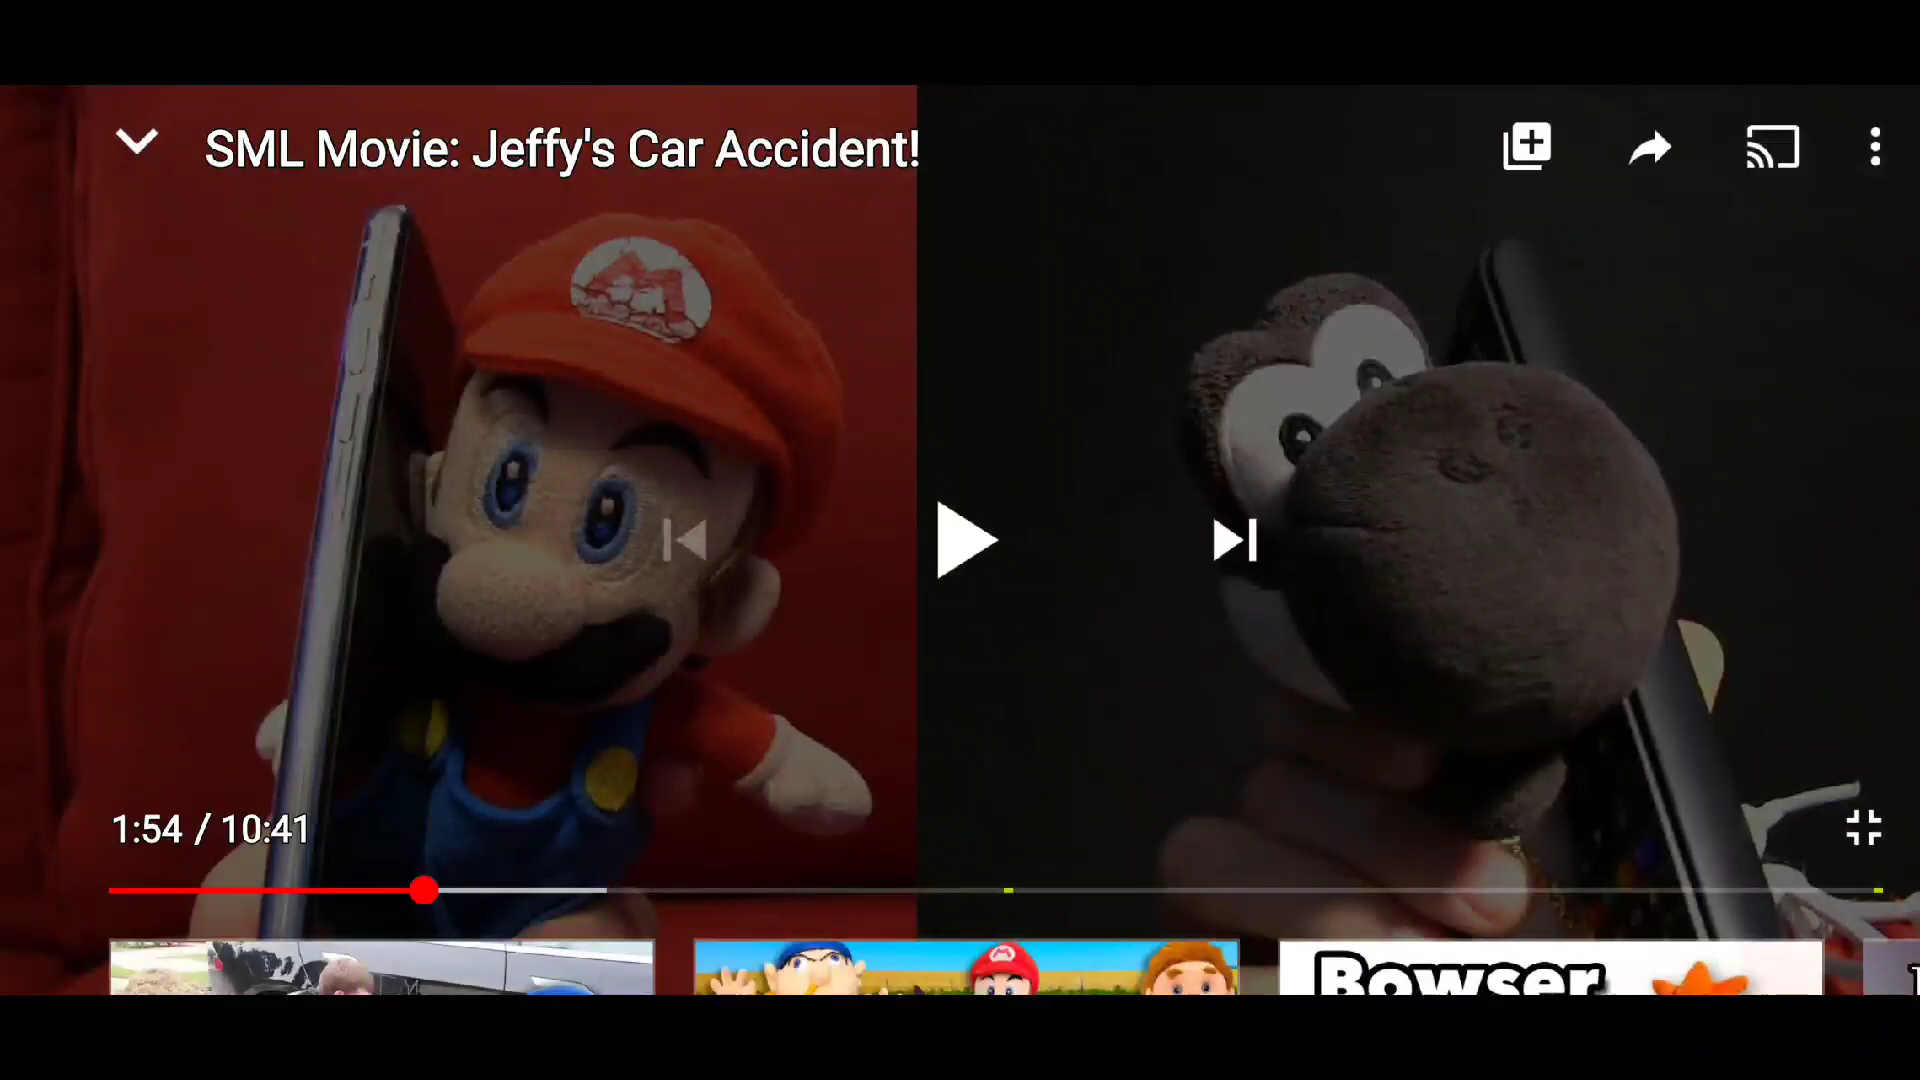 SML Movie: Jeffy's Car Accident!
M
1:54 / 10:41
M
Bowser